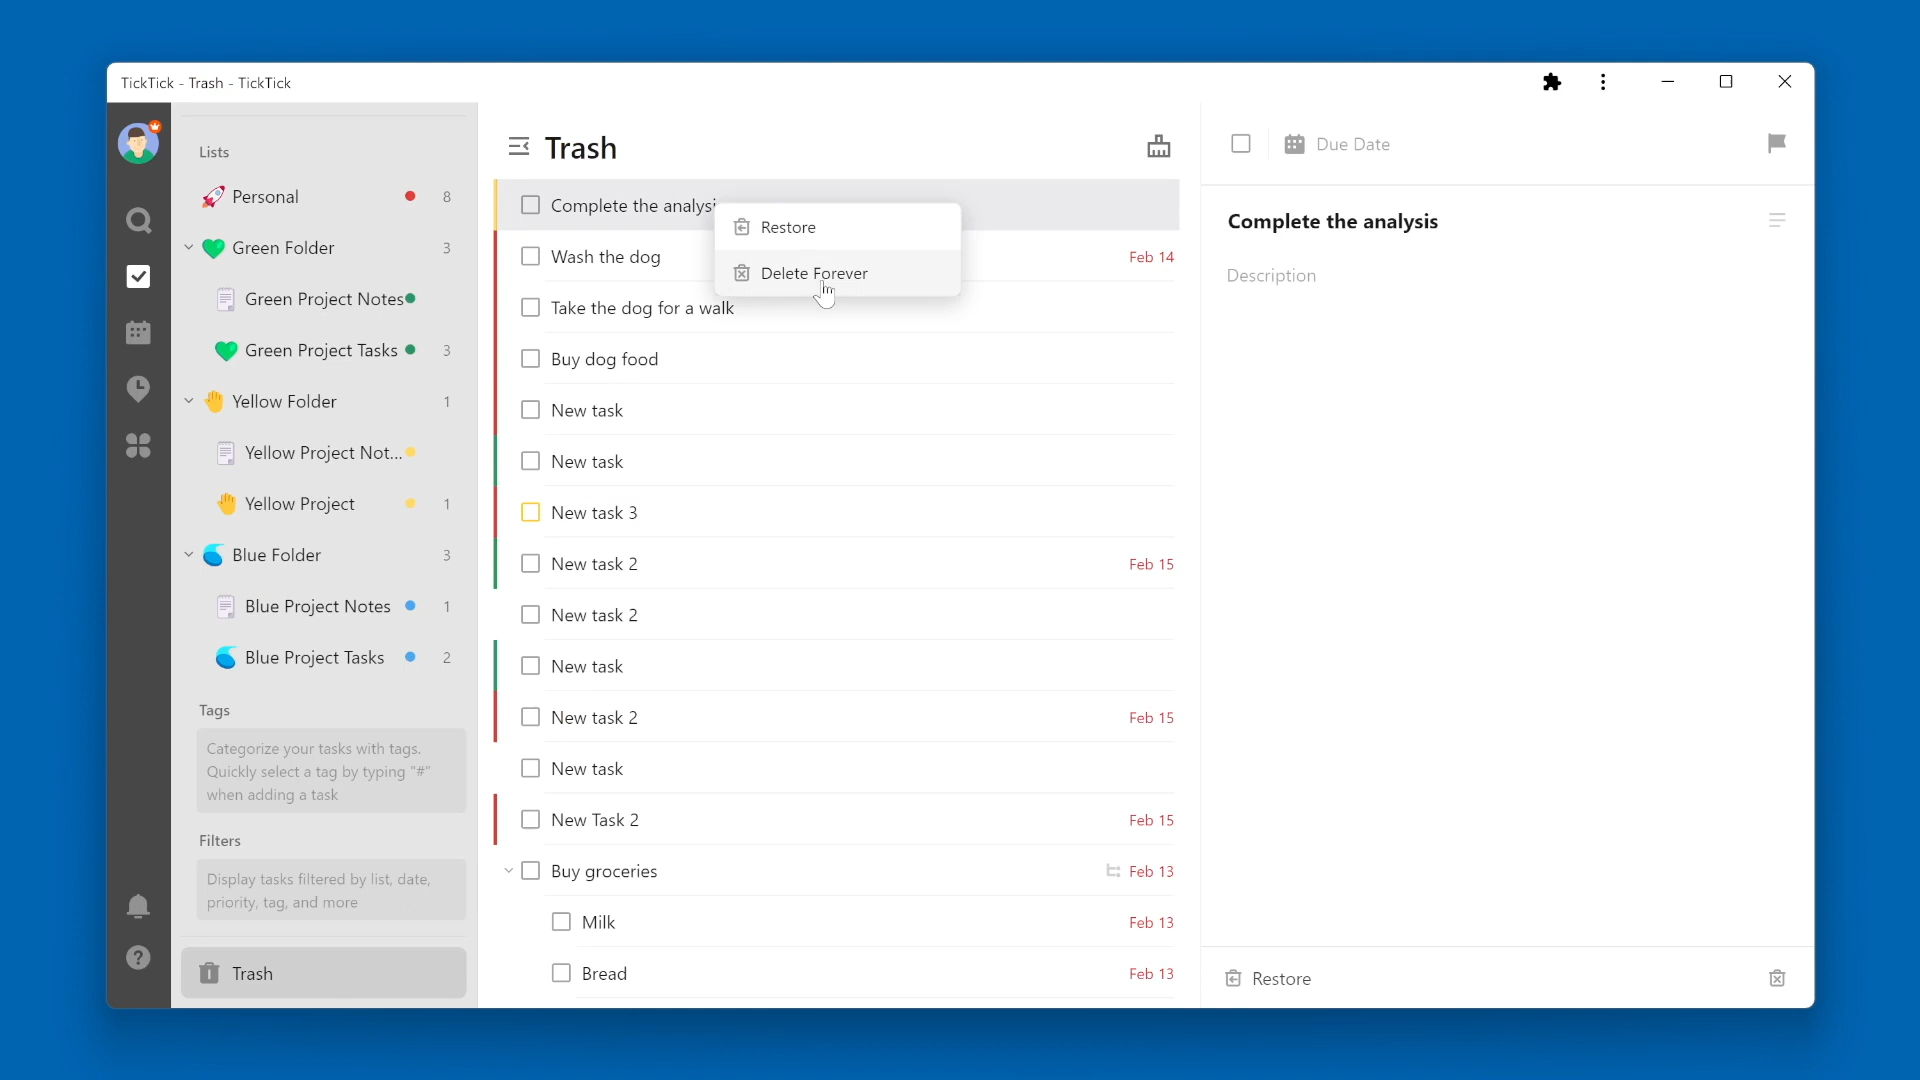 TickTick - Trash - TickTick
Lists
Personal 8
Green Folder 3
Green Project Notes
Green Project Tasks 3
Yellow Folder 1
Yellow Project Not...
Yellow Project 1
Blue Folder 3
Blue Project Notes 1
Blue Project Tasks 2
Tags
Categorize your tasks with tags.
Quickly select a tag by typing "#"
when adding a task
Filters
Display tasks filtered by list, date,
priority, tag, and more
Trash
Trash
Complete the analysi
Restore
Delete Forever
Wash the dog Feb 14
Take the dog for a walk
Buy dog food
New task
New task
New task 3
New task 2 Feb 15
New task 2
New task
New task 2 Feb 15
New task
New Task 2 Feb 15
Buy groceries Feb 13
Milk Feb 13
Bread Feb 13
Due Date
Complete the analysis
Description
Restore